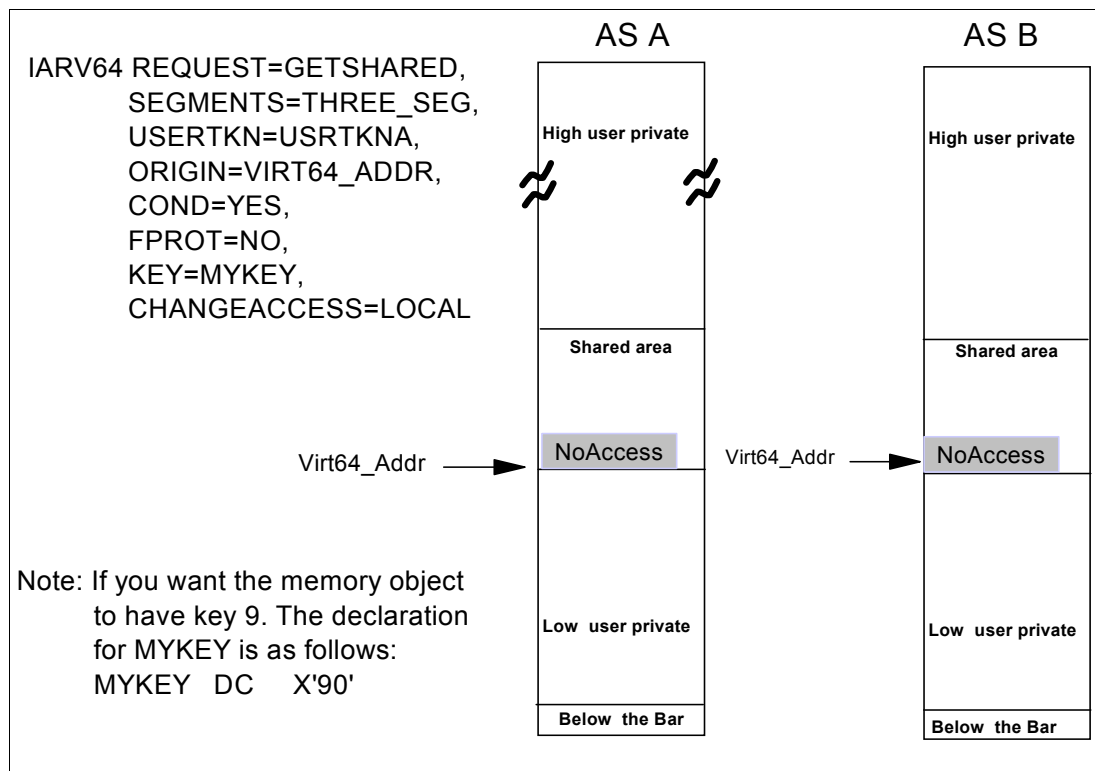 AS A
AS B
IARV64 REQUEST=GETSHARED,
SEGMENTS=THREE_SEG,
USERTKN=USRTKNA,
ORIGIN=VIRT64_ADDR,
COND=YES,
FPROT=NO,
KEY=MYKEY,
CHANGEACCESS=LOCAL
High user private
Shared area
Virt64_Addr
NoAccess
Low user private
Below the Bar
High user private
Shared area
Virt64_Addr
NoAccess
Low user private
Below the Bar
Note: If you want the memory object
to have key 9. The declaration
for MYKEY is as follows:
MYKEY DC X'90'